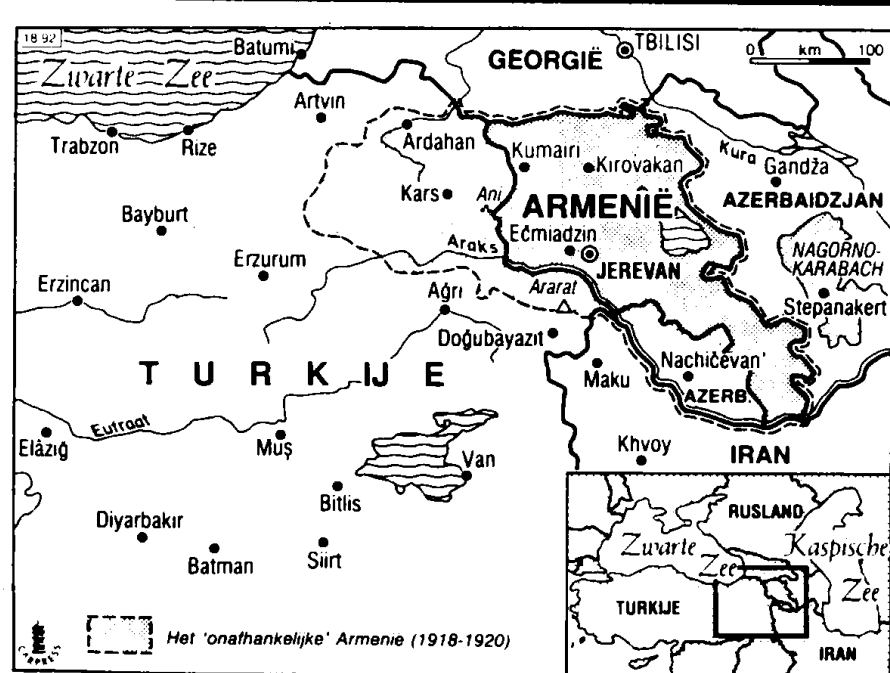 18 92
Batumi
TBILISI
GEORGIË
0 km 100
Zwarte Zee
Artvin
Trabzon
Rize
Ardahan
Kumairi
Kirovakan
Kura
Gandža
Kars
Ani
ARMENIË
AZERBAIDZJAN
Bayburt
Ečmiadzin
NAGORNO-
KARABACH
Araks
JEREVAN
Erzurum
Erzincan
Ağrı
Ararat
Stepanakert
Doğubayazıt
TURKIJE
Maku
Nachičevan'
AZERB.
Eufraat
Elâzığ
Muş
Khvoy
IRAN
Van
Bitlis
Diyarbakır
Batman
Siirt
RUSLAND
Zwarte
Zee
Kaspische
Zee
TURKIJE
IRAN
Het 'onafhankelijke' Armenië (1918-1920)
CARPRESS